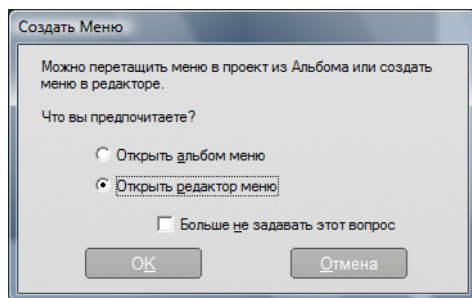 Создать Меню
Можно перетащить меню в проект из Альбома или создать
меню в редакторе.
Что вы предпочитаете?
Открыть альбом меню
Открыть редактор меню
Больше не задавать этот вопрос
OK
Отмена